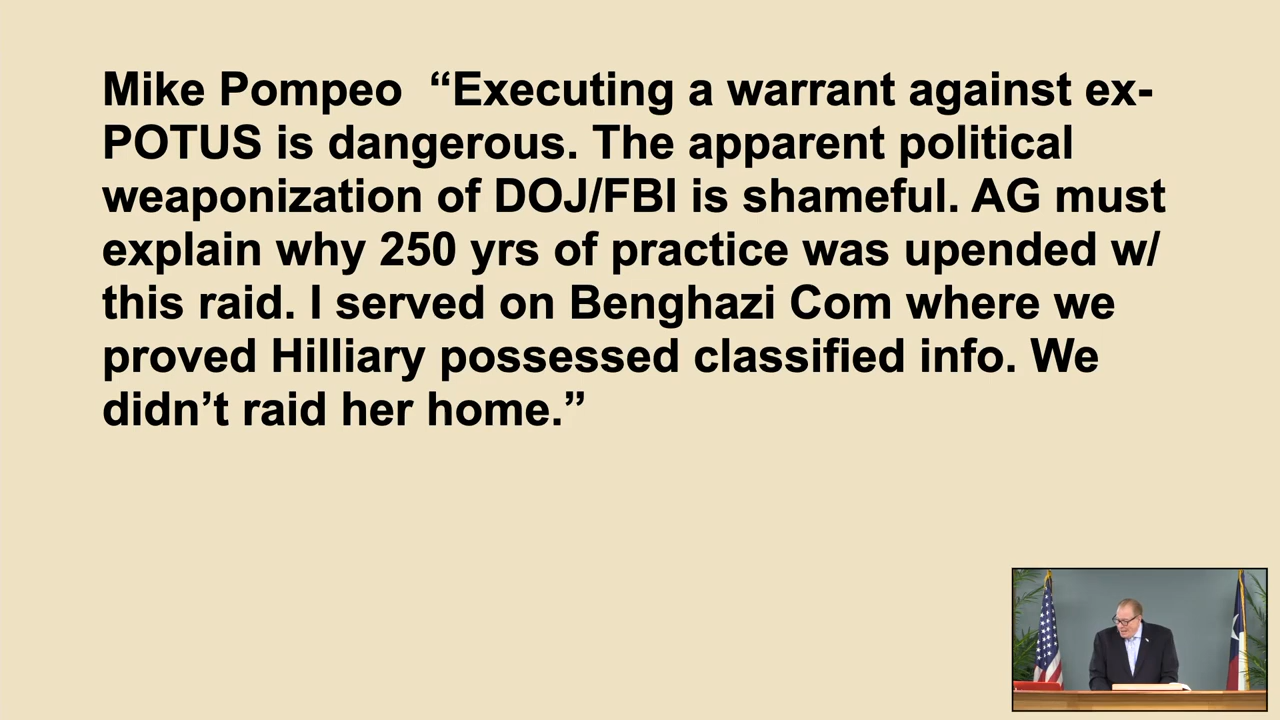 Mike Pompeo  “Executing a warrant against ex-
POTUS is dangerous. The apparent political
weaponization of DOJ/FBI is shameful. AG must
explain why 250 yrs of practice was upended w/
this raid. I served on Benghazi Com where we
proved Hilliary possessed classified info. We
didn’t raid her home.”